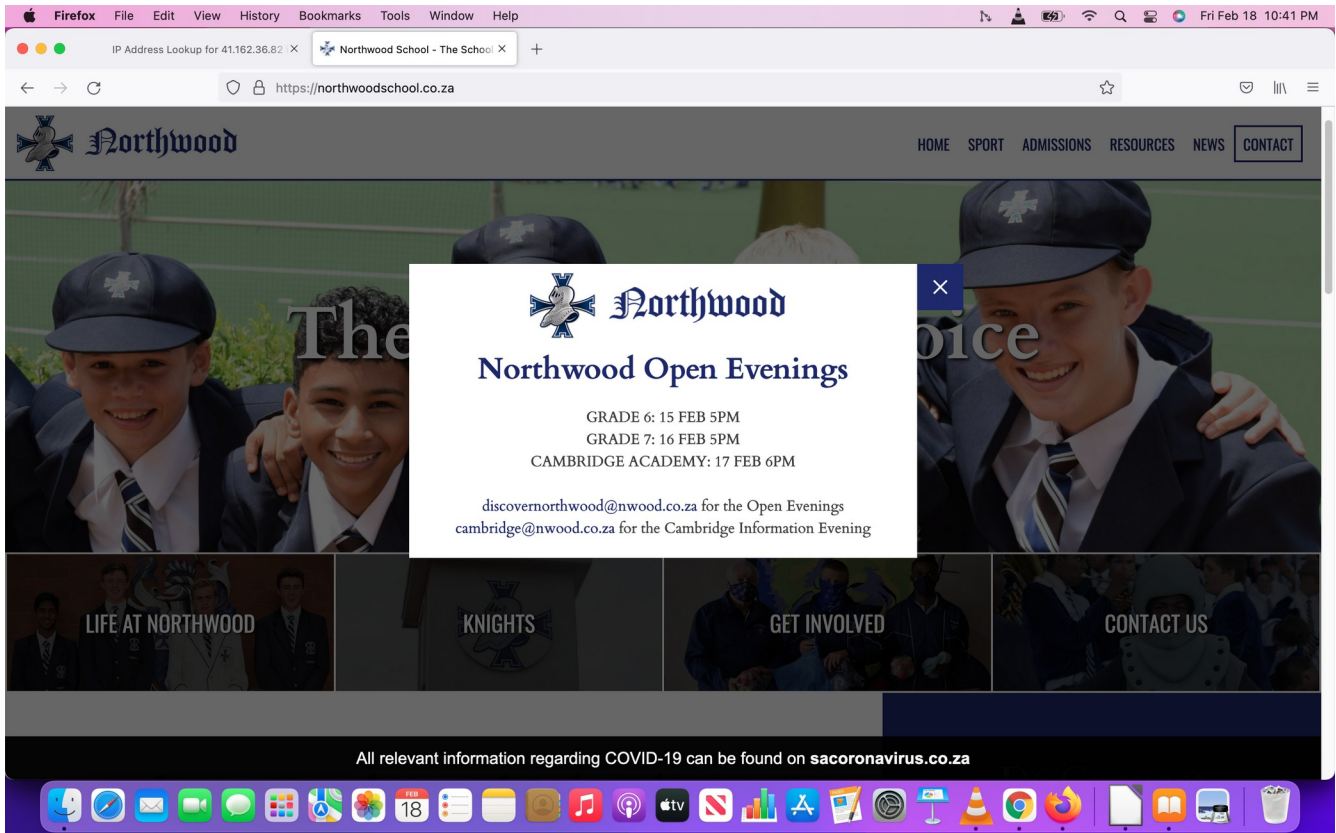 Firefox File Edit View History Bookmarks Tools Window Help Fri Feb 18 10:41 PM
IP Address Lookup for 41.162.36.82 Northwood School - The School
https://northwoodschool.co.za
Northwood HOME SPORT ADMISSIONS RESOURCES NEWS CONTACT
The oice
Northwood
Northwood Open Evenings
GRADE 6: 15 FEB 5PM
GRADE 7: 16 FEB 5PM
CAMBRIDGE ACADEMY: 17 FEB 6PM
discovernorthwood@nwood.co.za for the Open Evenings
cambridge@nwood.co.za for the Cambridge Information Evening
LIFE AT NORTHWOOD KNIGHTS GET INVOLVED CONTACT US
All relevant information regarding COVID-19 can be found on sacoronavirus.co.za
FEB
18
tv